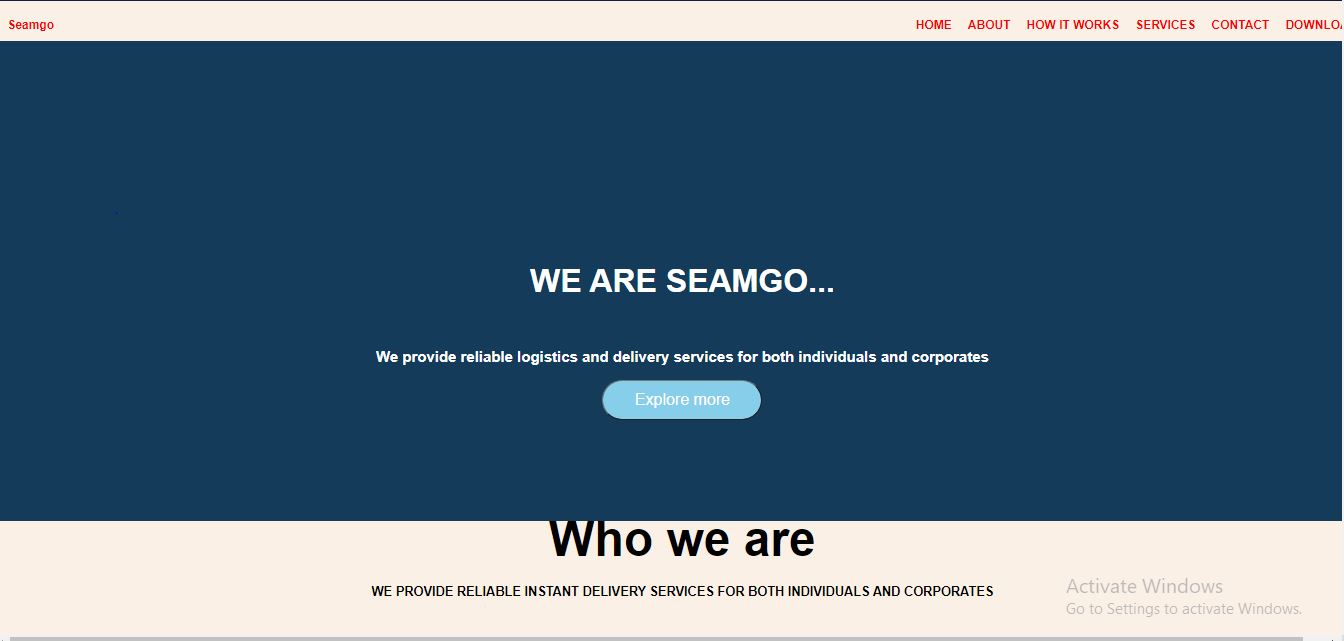 Seamgo
HOME ABOUT HOW IT WORKS SERVICES CONTACT DOWNLOA
WE ARE SEAMGO...
We provide reliable logistics and delivery services for both individuals and corporates
Explore more
Who we are
WE PROVIDE RELIABLE INSTANT DELIVERY SERVICES FOR BOTH INDIVIDUALS AND CORPORATES
Activate Windows
Go to Settings to activate Windows.